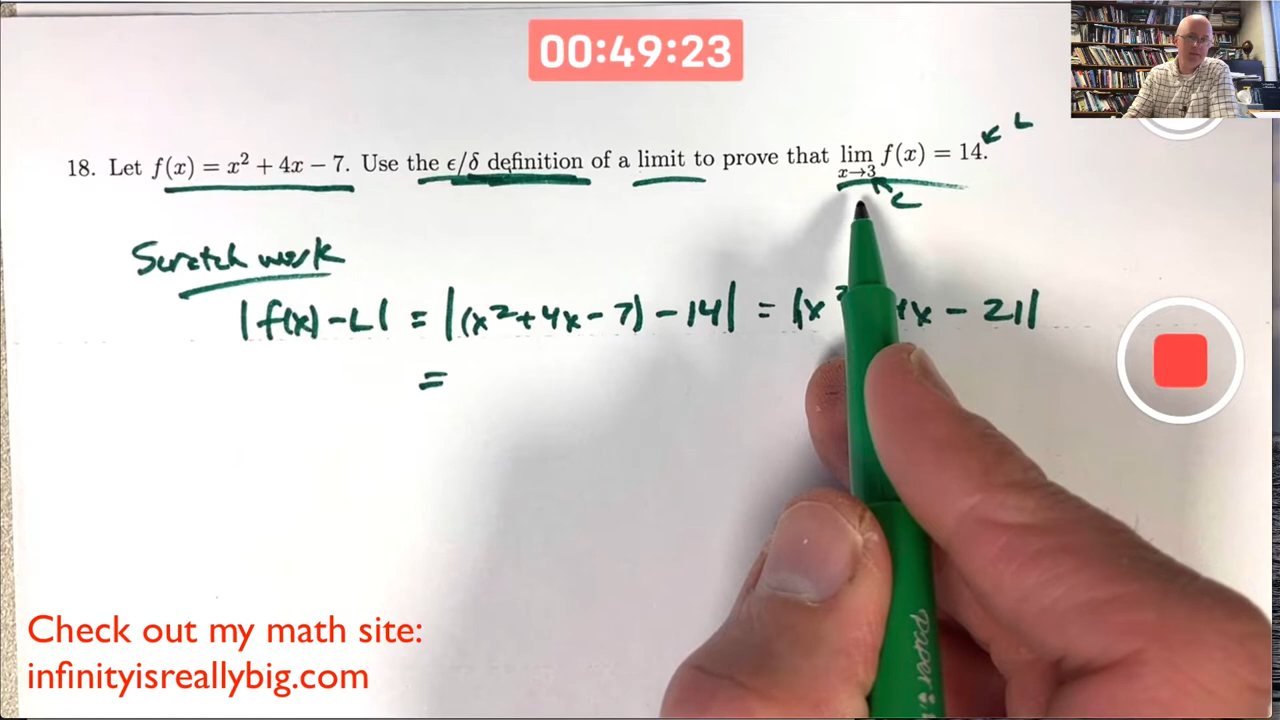 00:49:23
18. Let f(x) = x² + 4x − 7. Use the ϵ/δ definition of a limit to prove that lim x→3 f(x) = 14. L
c
Scratch work
|f(x) − L| = |(x² + 4x − 7) − 14| = |x² 4x − 21|
=
Check out my math site:
infinityisreallybig.com